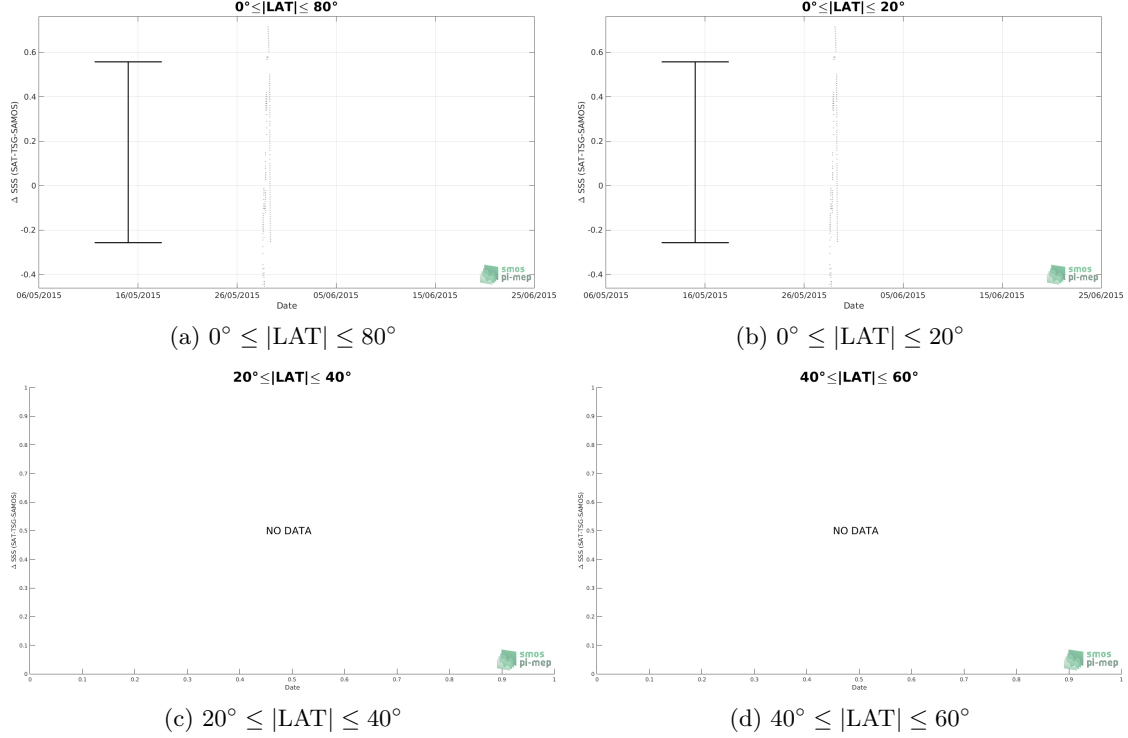 0°≤|LAT|≤ 80°
0.6
0.4
0.2
0
-0.2
-0.4
Δ SSS (SAT-TSG-SAMOS)
06/05/2015 16/05/2015 26/05/2015 05/06/2015 15/06/2015 25/06/2015
Date
smos
pi-mep
(a) 0° ≤ |LAT| ≤ 80°
0°≤|LAT|≤ 20°
0.6
0.4
0.2
0
-0.2
-0.4
Δ SSS (SAT-TSG-SAMOS)
06/05/2015 16/05/2015 26/05/2015 05/06/2015 15/06/2015 25/06/2015
Date
smos
pi-mep
(b) 0° ≤ |LAT| ≤ 20°
20°≤|LAT|≤ 40°
1
0.9
0.8
0.7
0.6
0.5
0.4
0.3
0.2
0.1
0
Δ SSS (SAT-TSG-SAMOS)
NO DATA
0 0.1 0.2 0.3 0.4 0.5 0.6 0.7 0.8 0.9 1
Date
smos
pi-mep
(c) 20° ≤ |LAT| ≤ 40°
40°≤|LAT|≤ 60°
1
0.9
0.8
0.7
0.6
0.5
0.4
0.3
0.2
0.1
0
Δ SSS (SAT-TSG-SAMOS)
NO DATA
0 0.1 0.2 0.3 0.4 0.5 0.6 0.7 0.8 0.9 1
Date
smos
pi-mep
(d) 40° ≤ |LAT| ≤ 60°